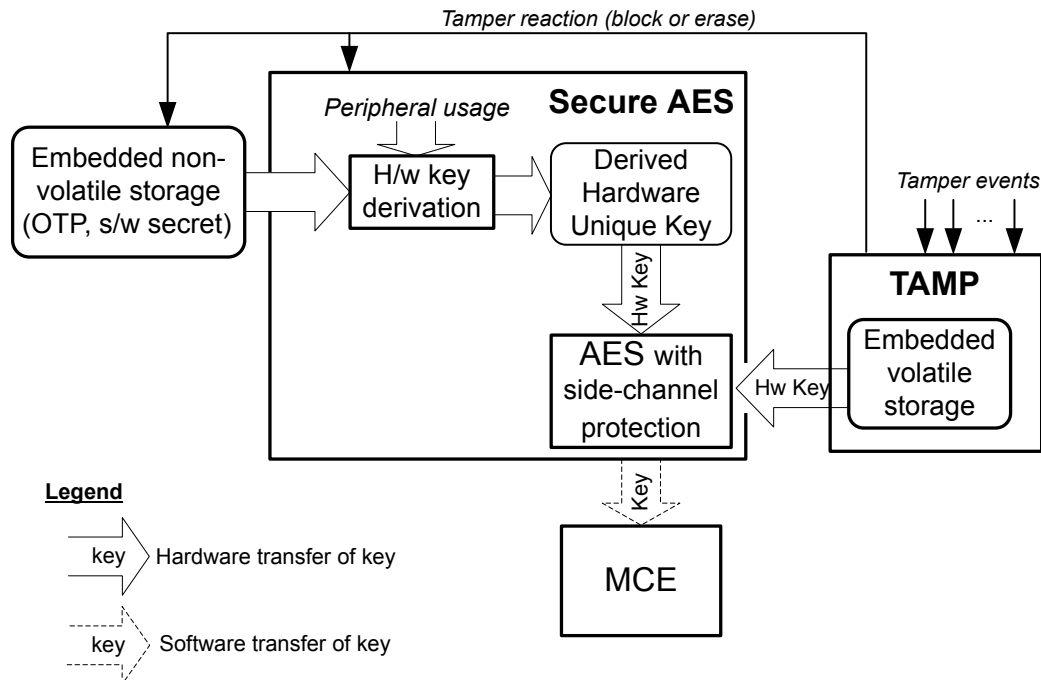 Tamper reaction (block or erase)
Secure AES
Peripheral usage
Embedded non-
volatile storage
(OTP, s/w secret)
H/w key
derivation
Derived
Hardware
Unique Key
Tamper events
...
Hw Key
TAMP
AES with
side-channel
protection
Hw Key
Embedded
volatile
storage
Key
Legend
key
Hardware transfer of key
MCE
key
Software transfer of key